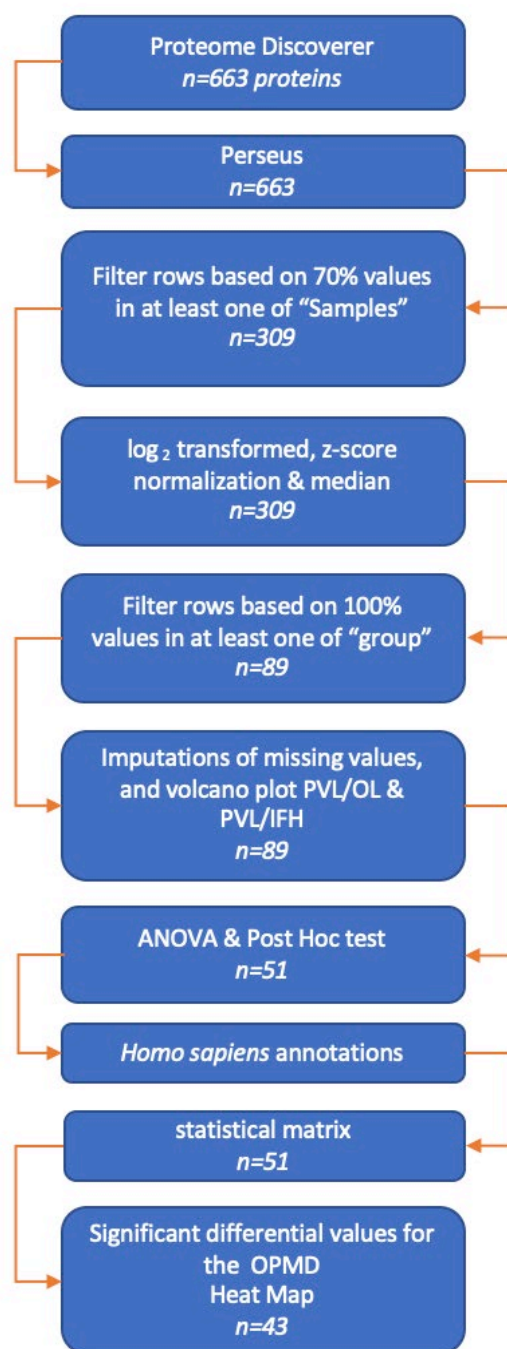 Proteome Discoverer
n=663 proteins
Perseus
n=663
Filter rows based on 70% values
in at least one of “Samples”
n=309
log₂ transformed, z-score
normalization & median
n=309
Filter rows based on 100%
values in at least one of “group”
n=89
Imputations of missing values,
and volcano plot PVL/OL &
PVL/IFH
n=89
ANOVA & Post Hoc test
n=51
Homo sapiens annotations
statistical matrix
n=51
Significant differential values for
the OPMD
Heat Map
n=43